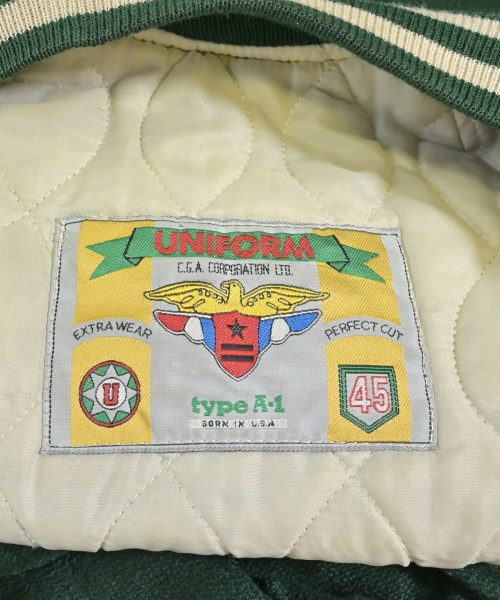 UNIFORM
C.G.A. CORPORATION LTD.
EXTRA WEAR
PERFECT CUT
U
45
type A-1
BORN IN U.S.A